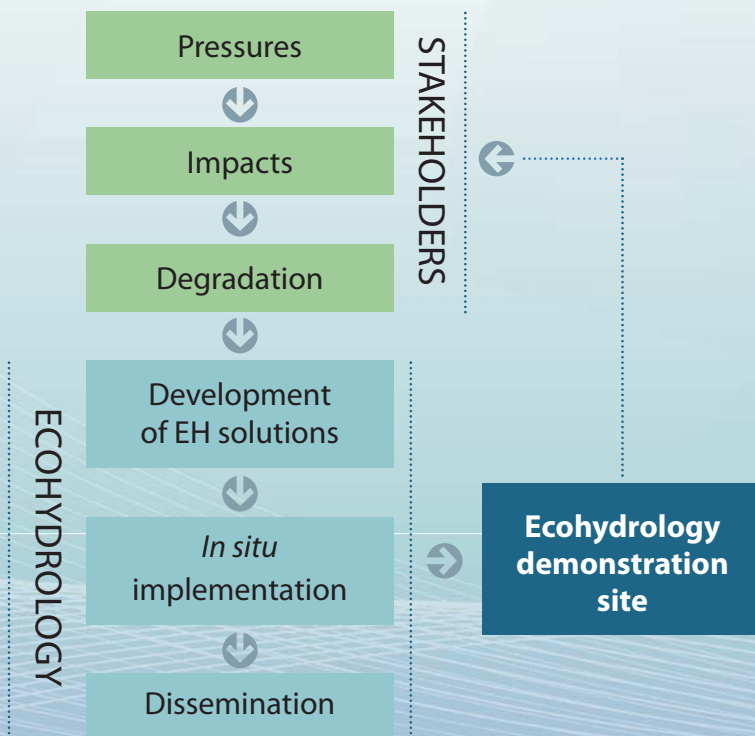 Pressures
Impacts
Degradation
STAKEHOLDERS
Development
of EH solutions
In situ
implementation
Dissemination
ECOHYDROLOGY
Ecohydrology
demonstration
site